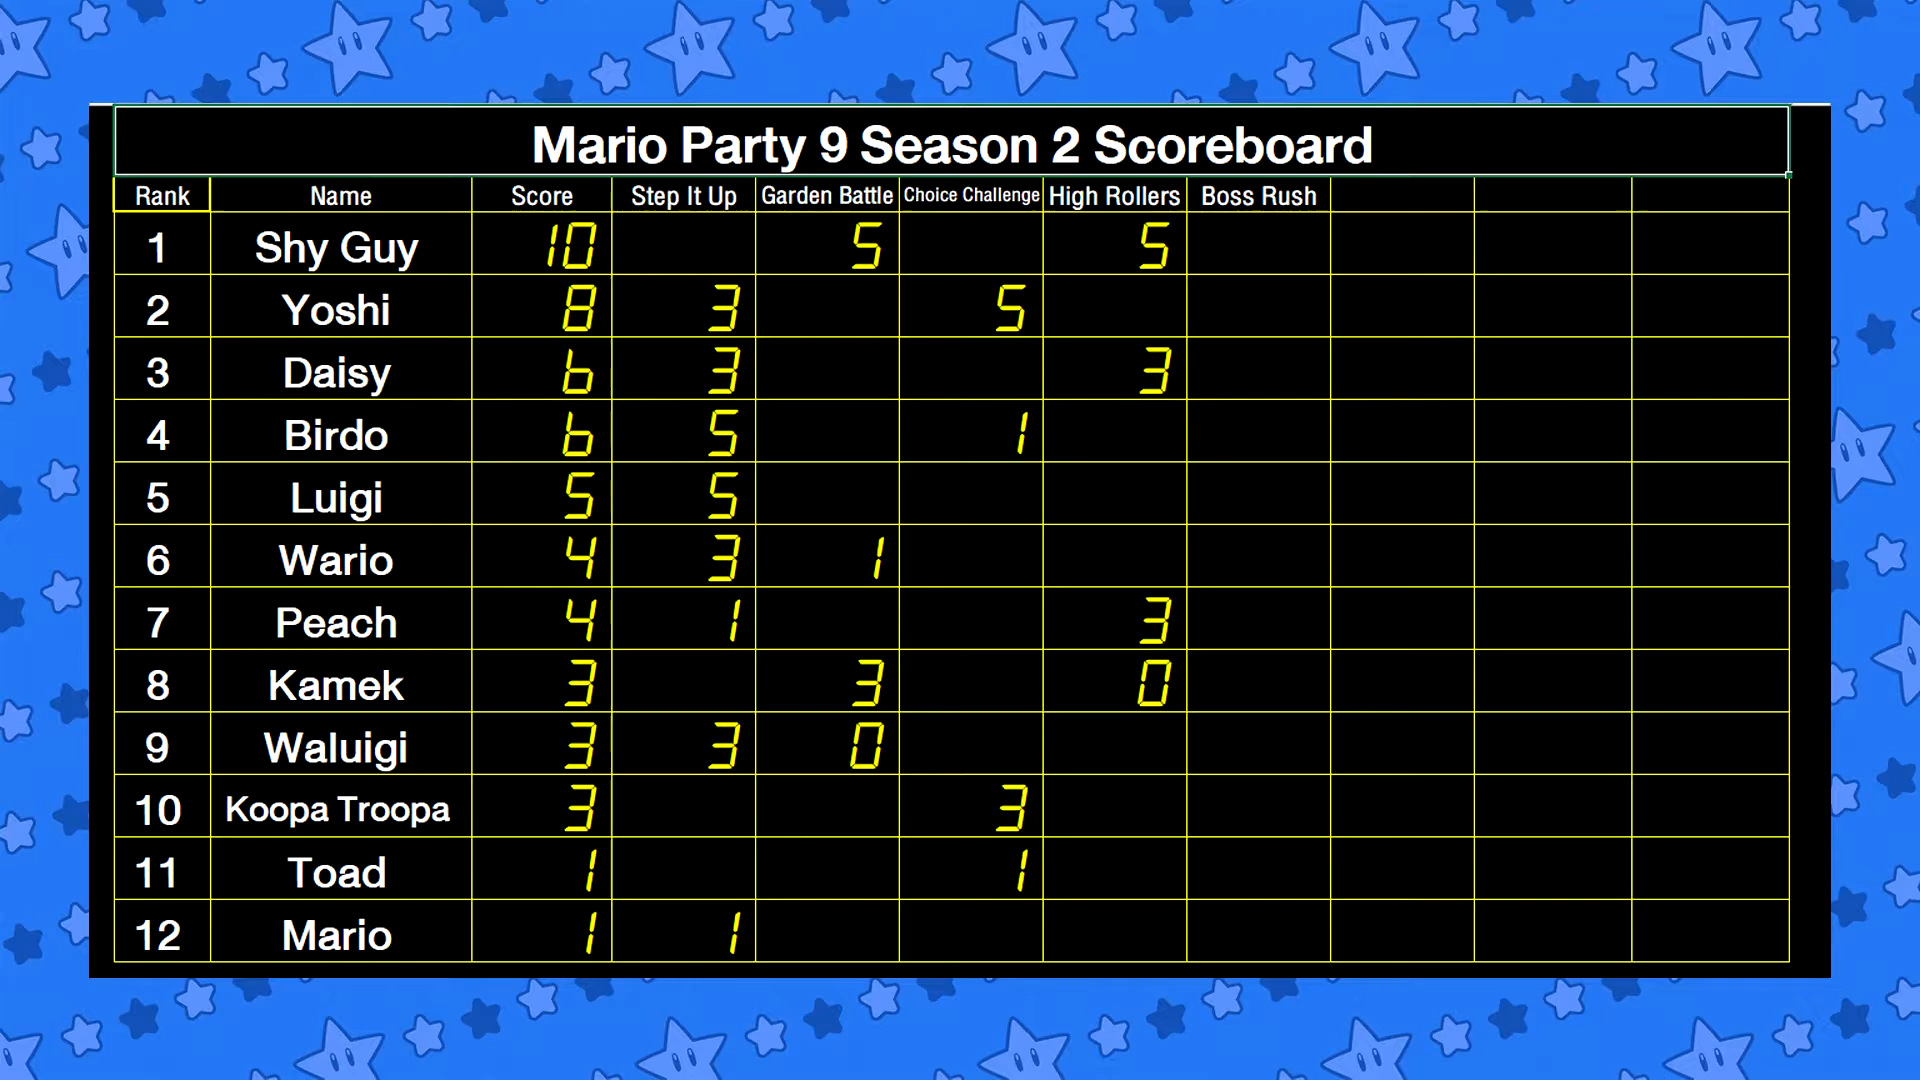 Mario Party 9 Season 2 Scoreboard
Rank Name Score Step It Up Garden Battle Choice Challenge High Rollers Boss Rush
1 Shy Guy 10 5 5
2 Yoshi 8 3 5
3 Daisy 6 3 3
4 Birdo 6 5 1
5 Luigi 5 5
6 Wario 4 3 1
7 Peach 4 1 3
8 Kamek 3 3 0
9 Waluigi 3 3 0
10 Koopa Troopa 3 3
11 Toad 1 1
12 Mario 1 1